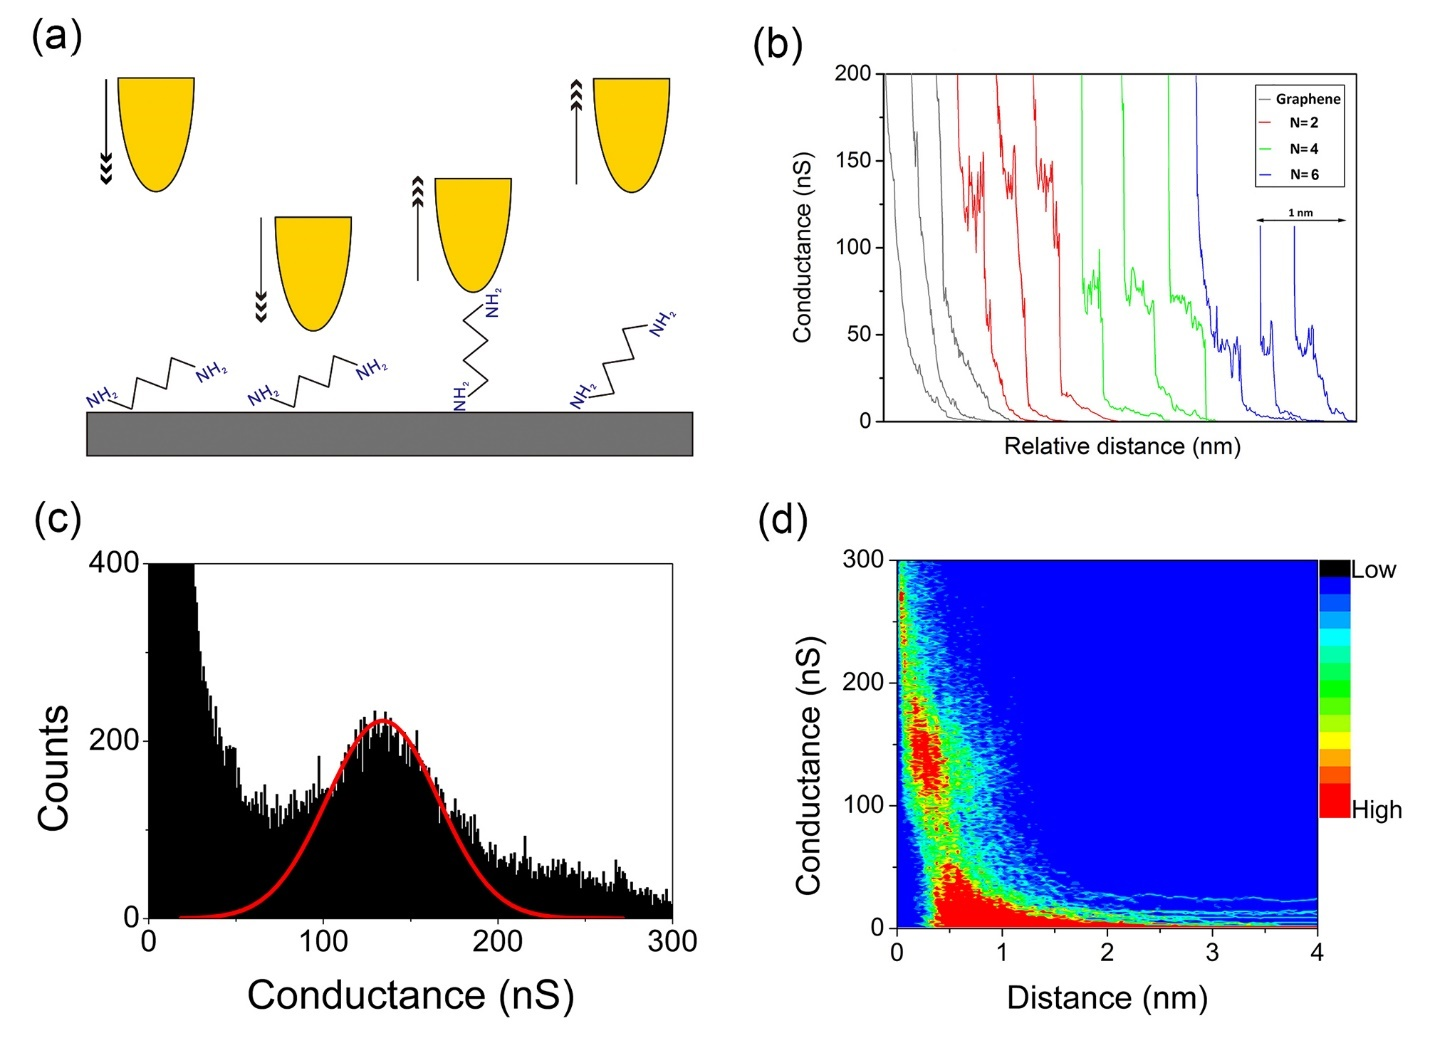 (a)
NH2
NH2
NH2
NH2
NH2
NH2
NH2
NH2
(b)
200
150
100
50
0
Conductance (nS)
Relative distance (nm)
Graphene
N=2
N=4
N=6
1 nm
(c)
400
200
0
0 100 200 300
Counts
Conductance (nS)
(d)
300
200
100
0
0 1 2 3 4
Conductance (nS)
Distance (nm)
Low
High